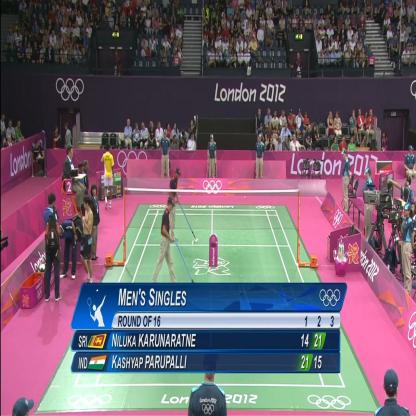 London 2012
London
London 2012
MEN'S SINGLES
ROUND OF 16 1 2 3
SRI NILUKA KARUNARATNE 14 21
IND KASHYAP PARUPALLI 21 15
London 2012